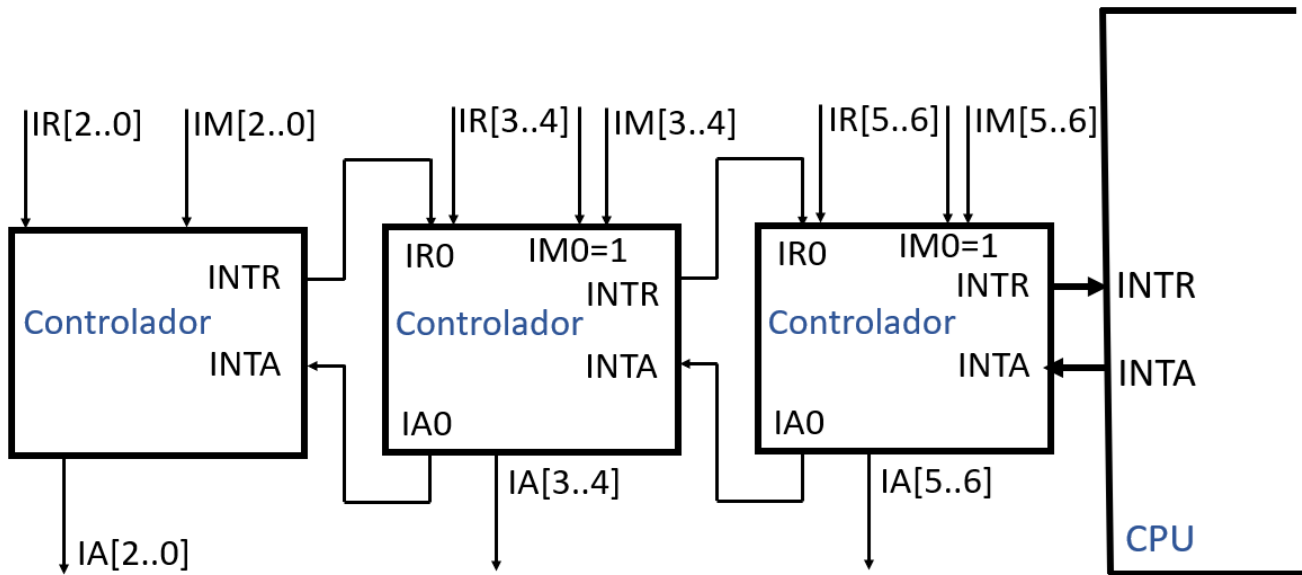 IR[2..0]
IM[2..0]
IR[3..4]
IM[3..4]
IR[5..6]
IM[5..6]
INTR
Controlador
INTA
IA[2..0]
IR0
IM0=1
INTR
Controlador
INTA
IA0
IA[3..4]
IR0
IM0=1
INTR
Controlador
INTA
IA0
IA[5..6]
INTR
INTA
CPU